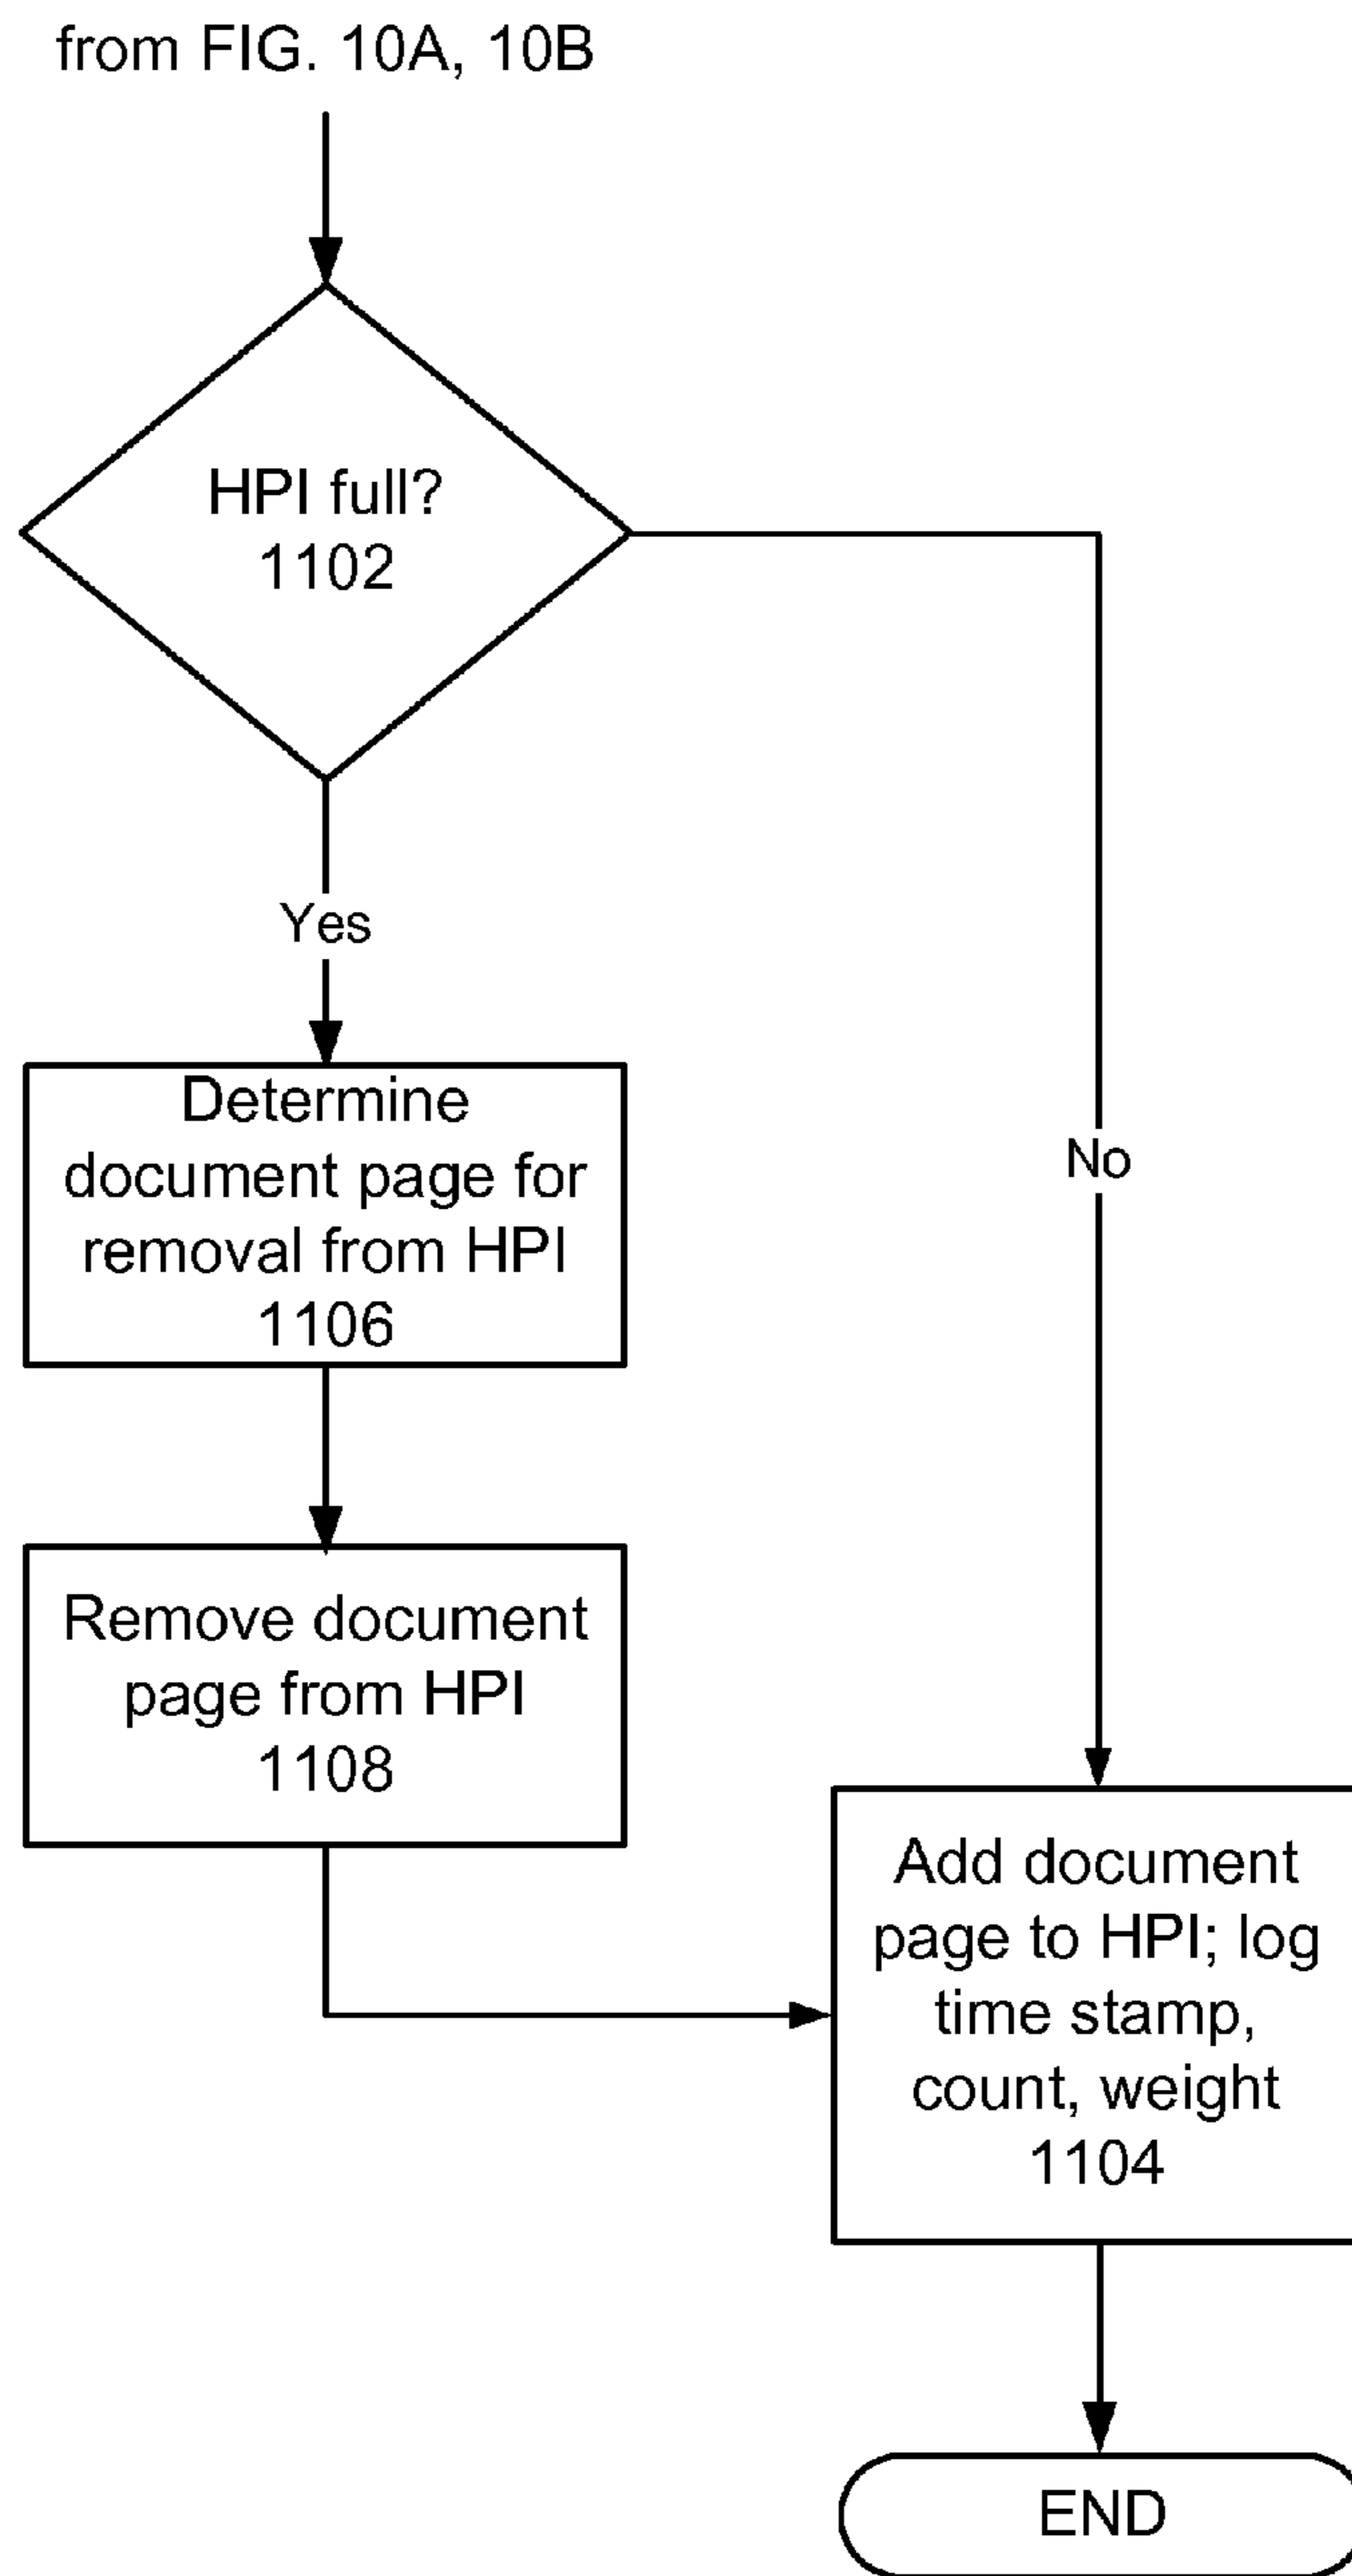 from FIG. 10A, 10B
HPI full?
1102
Yes
Determine
document page for
removal from HPI
1106
No
Remove document
page from HPI
1108
Add document
page to HPI; log
time stamp,
count, weight
1104
END